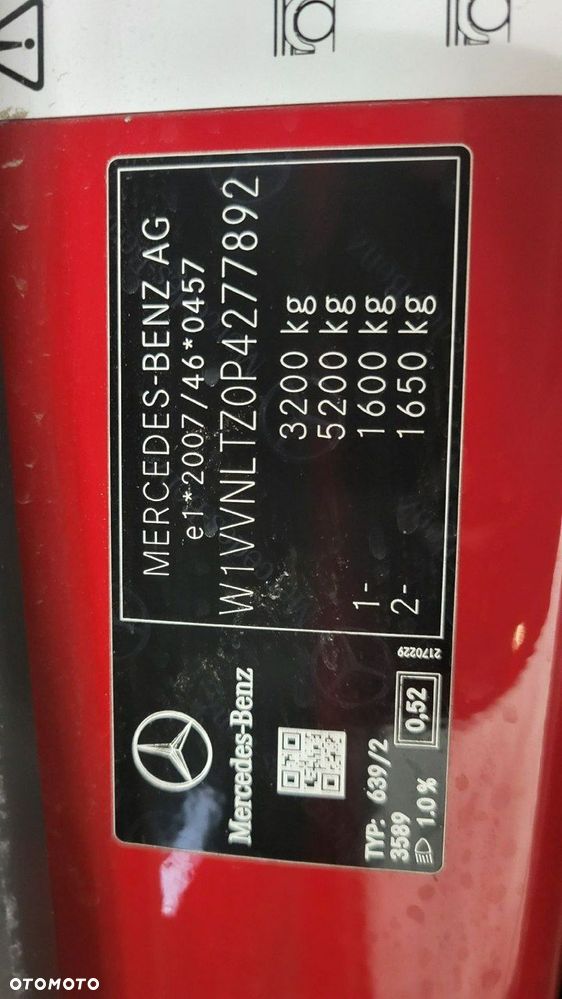 MERCEDES-BENZ AG
e1*2007/46*0457
W1VVNLTZ0P4277892
3200 kg
5200 kg
1- 1600 kg
2- 1650 kg
2170229
Mercedes-Benz
TYP: 639/2
3589
1.0 %
0,52
OTOMOTO